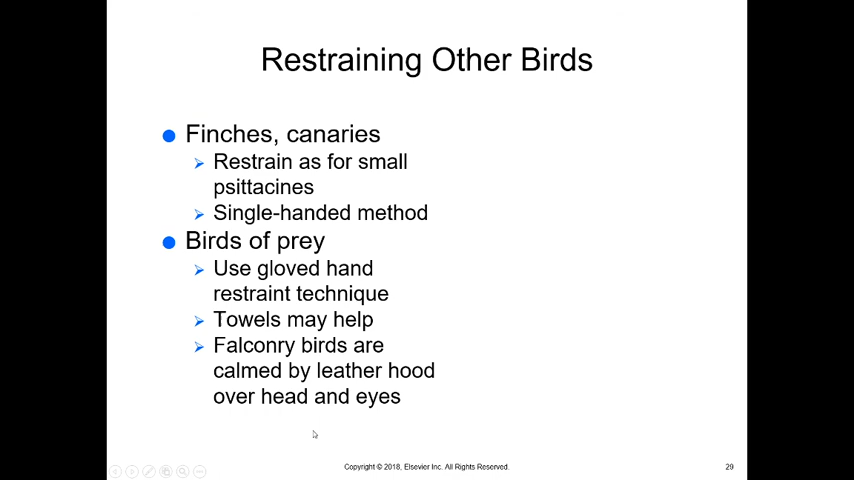 Restraining Other Birds
Finches, canaries
Restrain as for small
psittacines
Single-handed method
Birds of prey
Use gloved hand
restraint technique
Towels may help
Falconry birds are
calmed by leather hood
over head and eyes
Copyright © 2018, Elsevier Inc. All Rights Reserved.
29